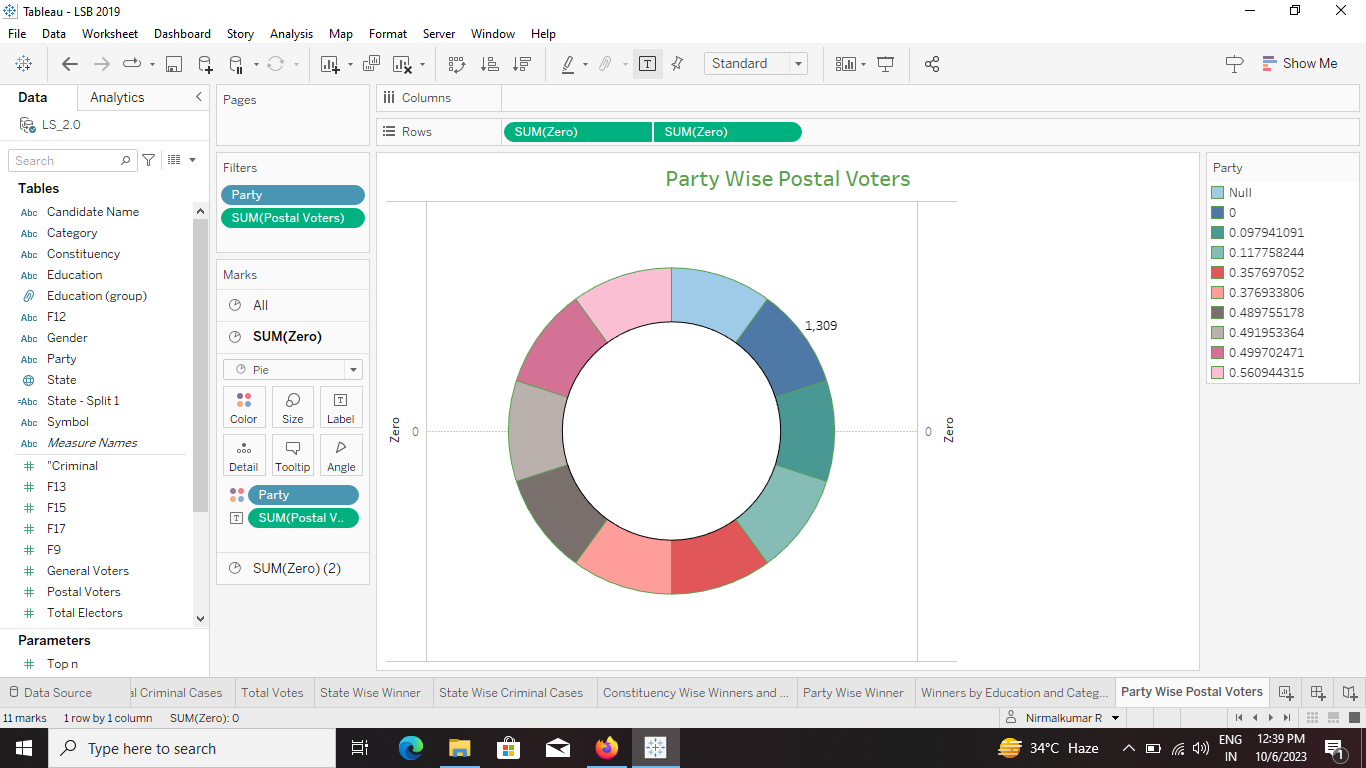 Tableau - LSB 2019
File Data Worksheet Dashboard Story Analysis Map Format Server Window Help
Standard
Show Me
Data Analytics
LS_2.0
Search
Tables
Abc Candidate Name
Abc Category
Abc Constituency
Abc Education
Education (group)
Abc F12
Abc Gender
Abc Party
State
=Abc State - Split 1
Abc Symbol
Abc Measure Names
# "Criminal
# F13
# F15
# F17
# F9
# General Voters
# Postal Voters
# Total Electors
Parameters
# Top n
Pages
Filters
Party
SUM(Postal Voters)
Marks
All
SUM(Zero)
Pie
Color Size Label
Detail Tooltip Angle
Party
SUM(Postal V..
SUM(Zero) (2)
Columns
Rows SUM(Zero) SUM(Zero)
Party Wise Postal Voters
1,309
Zero 0
0 Zero
Party
Null
0
0.097941091
0.117758244
0.357697052
0.376933806
0.489755178
0.491953364
0.499702471
0.560944315
Data Source al Criminal Cases Total Votes State Wise Winner State Wise Criminal Cases Constituency Wise Winners and ... Party Wise Winner Winners by Education and Categ... Party Wise Postal Voters
11 marks 1 row by 1 column SUM(Zero): 0 Nirmalkumar R
Type here to search
34°C Haze
ENG
IN
12:39 PM
10/6/2023
1